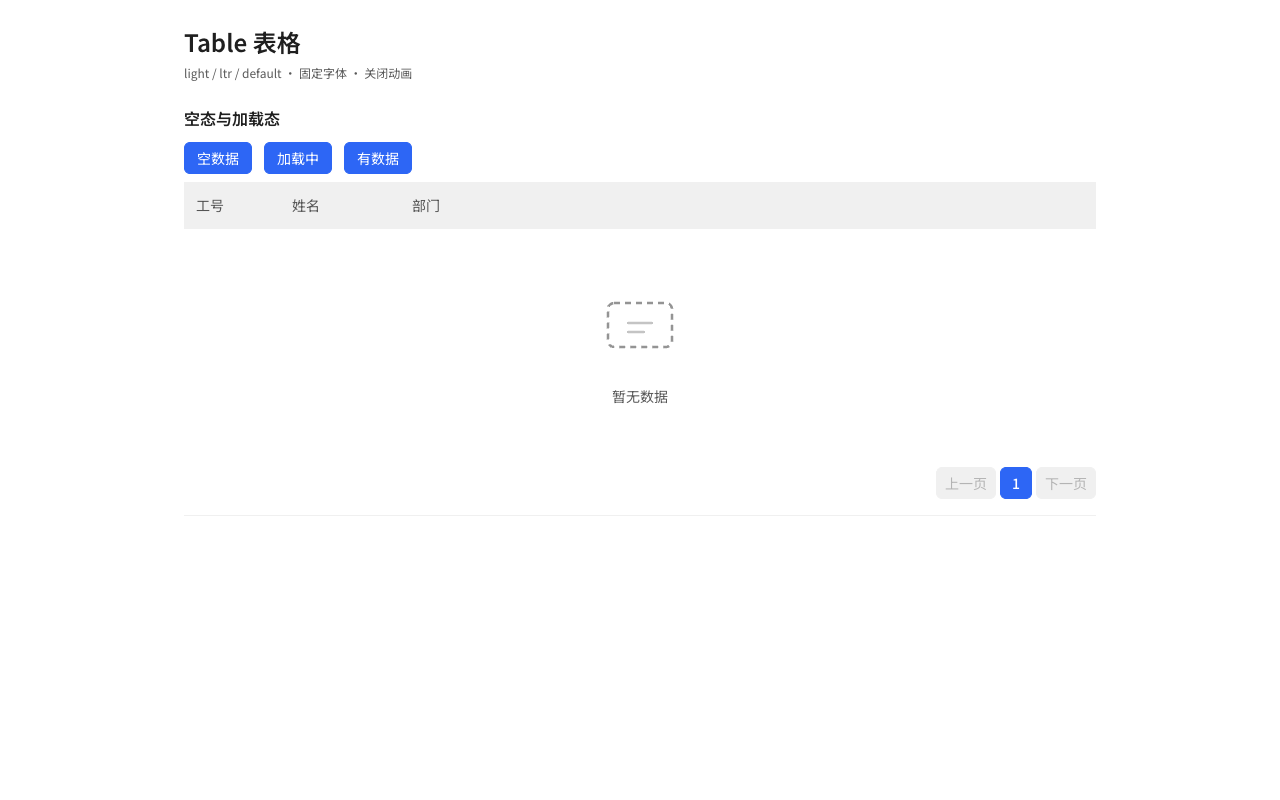 Table 表格
light / ltr / default ・ 固定字体 ・ 关闭动画
空态与加载态
空数据 加载中 有数据
工号 姓名 部门
暂无数据
上一页 1 下一页